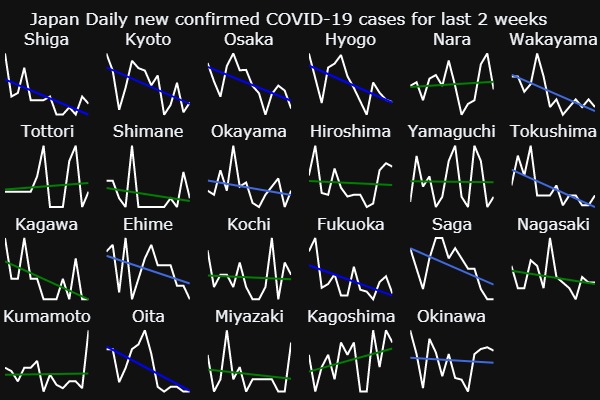 Japan Daily new confirmed COVID-19 cases for last 2 weeks
Shiga Kyoto Osaka Hyogo Nara Wakayama
Tottori Shimane Okayama Hiroshima Yamaguchi Tokushima
Kagawa Ehime Kochi Fukuoka Saga Nagasaki
Kumamoto Oita Miyazaki Kagoshima Okinawa